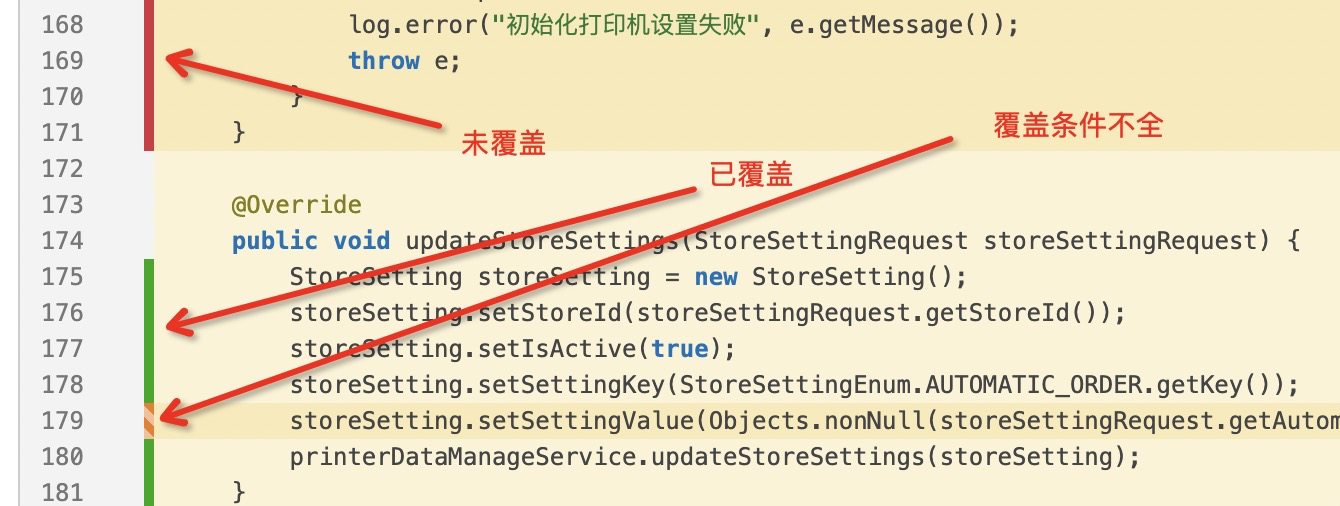 168 log.error("初始化打印机设置失败", e.getMessage());
169 throw e;
170 }
171 }
未覆盖
覆盖条件不全
172
已覆盖
173 @Override
174 public void updateStoreSettings(StoreSettingRequest storeSettingRequest) {
175 StoreSetting storeSetting = new StoreSetting();
176 storeSetting.setStoreId(storeSettingRequest.getStoreId());
177 storeSetting.setIsActive(true);
178 storeSetting.setSettingKey(StoreSettingEnum.AUTOMATIC_ORDER.getKey());
179 storeSetting.setSettingValue(Objects.nonNull(storeSettingRequest.getAutom
180 printerDataManageService.updateStoreSettings(storeSetting);
181 }